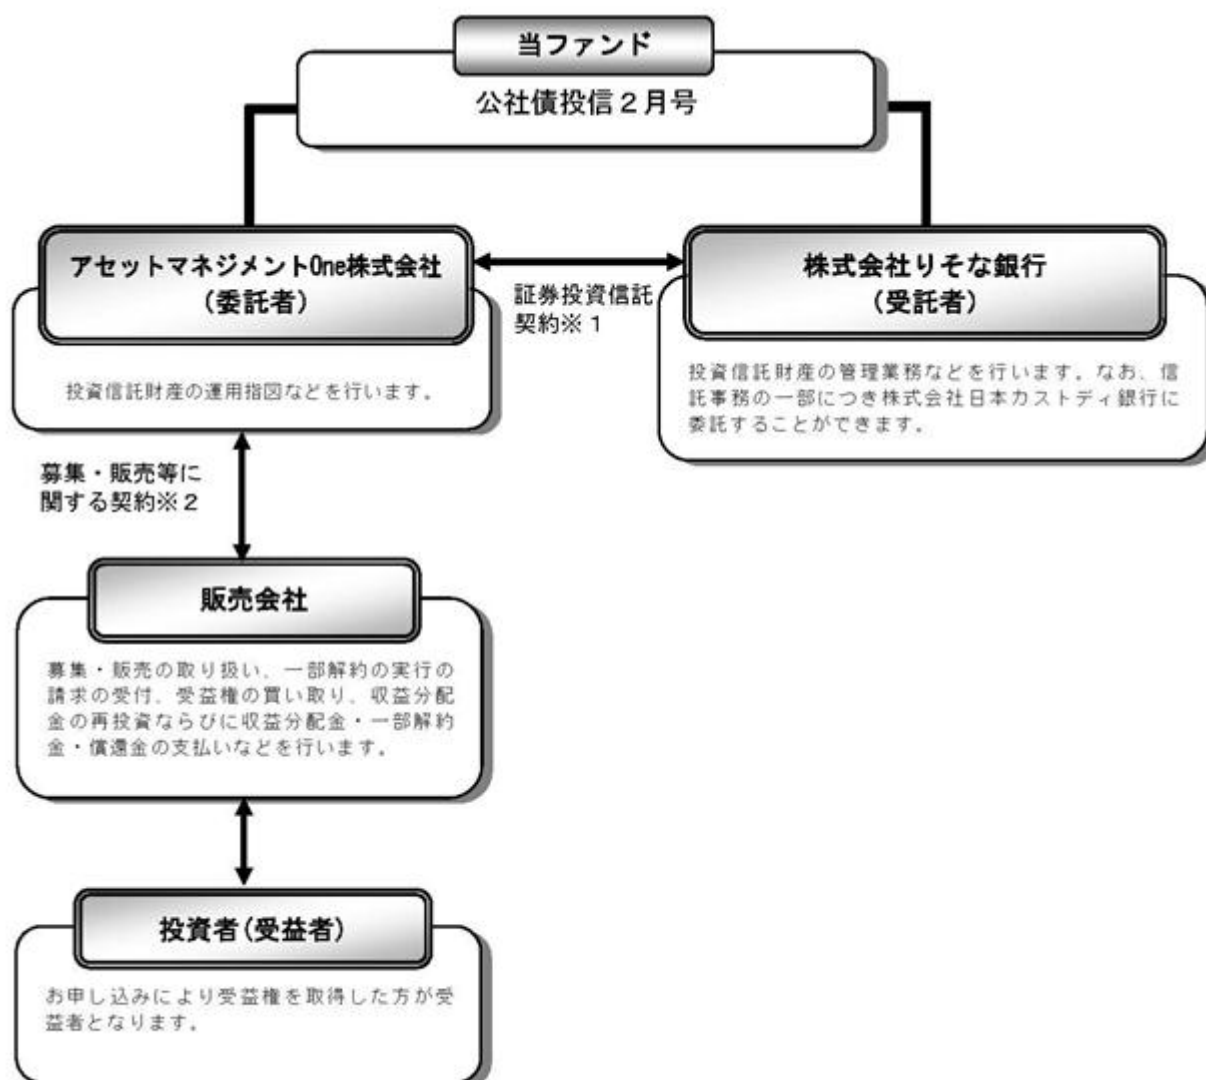 当ファンド
公社債投信２月号
アセットマネジメントOne株式会社
（委託者）
投資信託財産の運用指図などを行います。
証券投資信託
契約※１
株式会社りそな銀行
（受託者）
投資信託財産の管理業務などを行います。なお、信
託事務の一部につき株式会社日本カストディ銀行に
委託することができます。
募集・販売等に
関する契約※２
販売会社
募集・販売の取り扱い、一部解約の実行の
請求の受付、受益権の買い取り、収益分配
金の再投資ならびに収益分配金・一部解約
金・償還金の支払いなどを行います。
投資者(受益者)
お申し込みにより受益権を取得した方が受
益者となります。